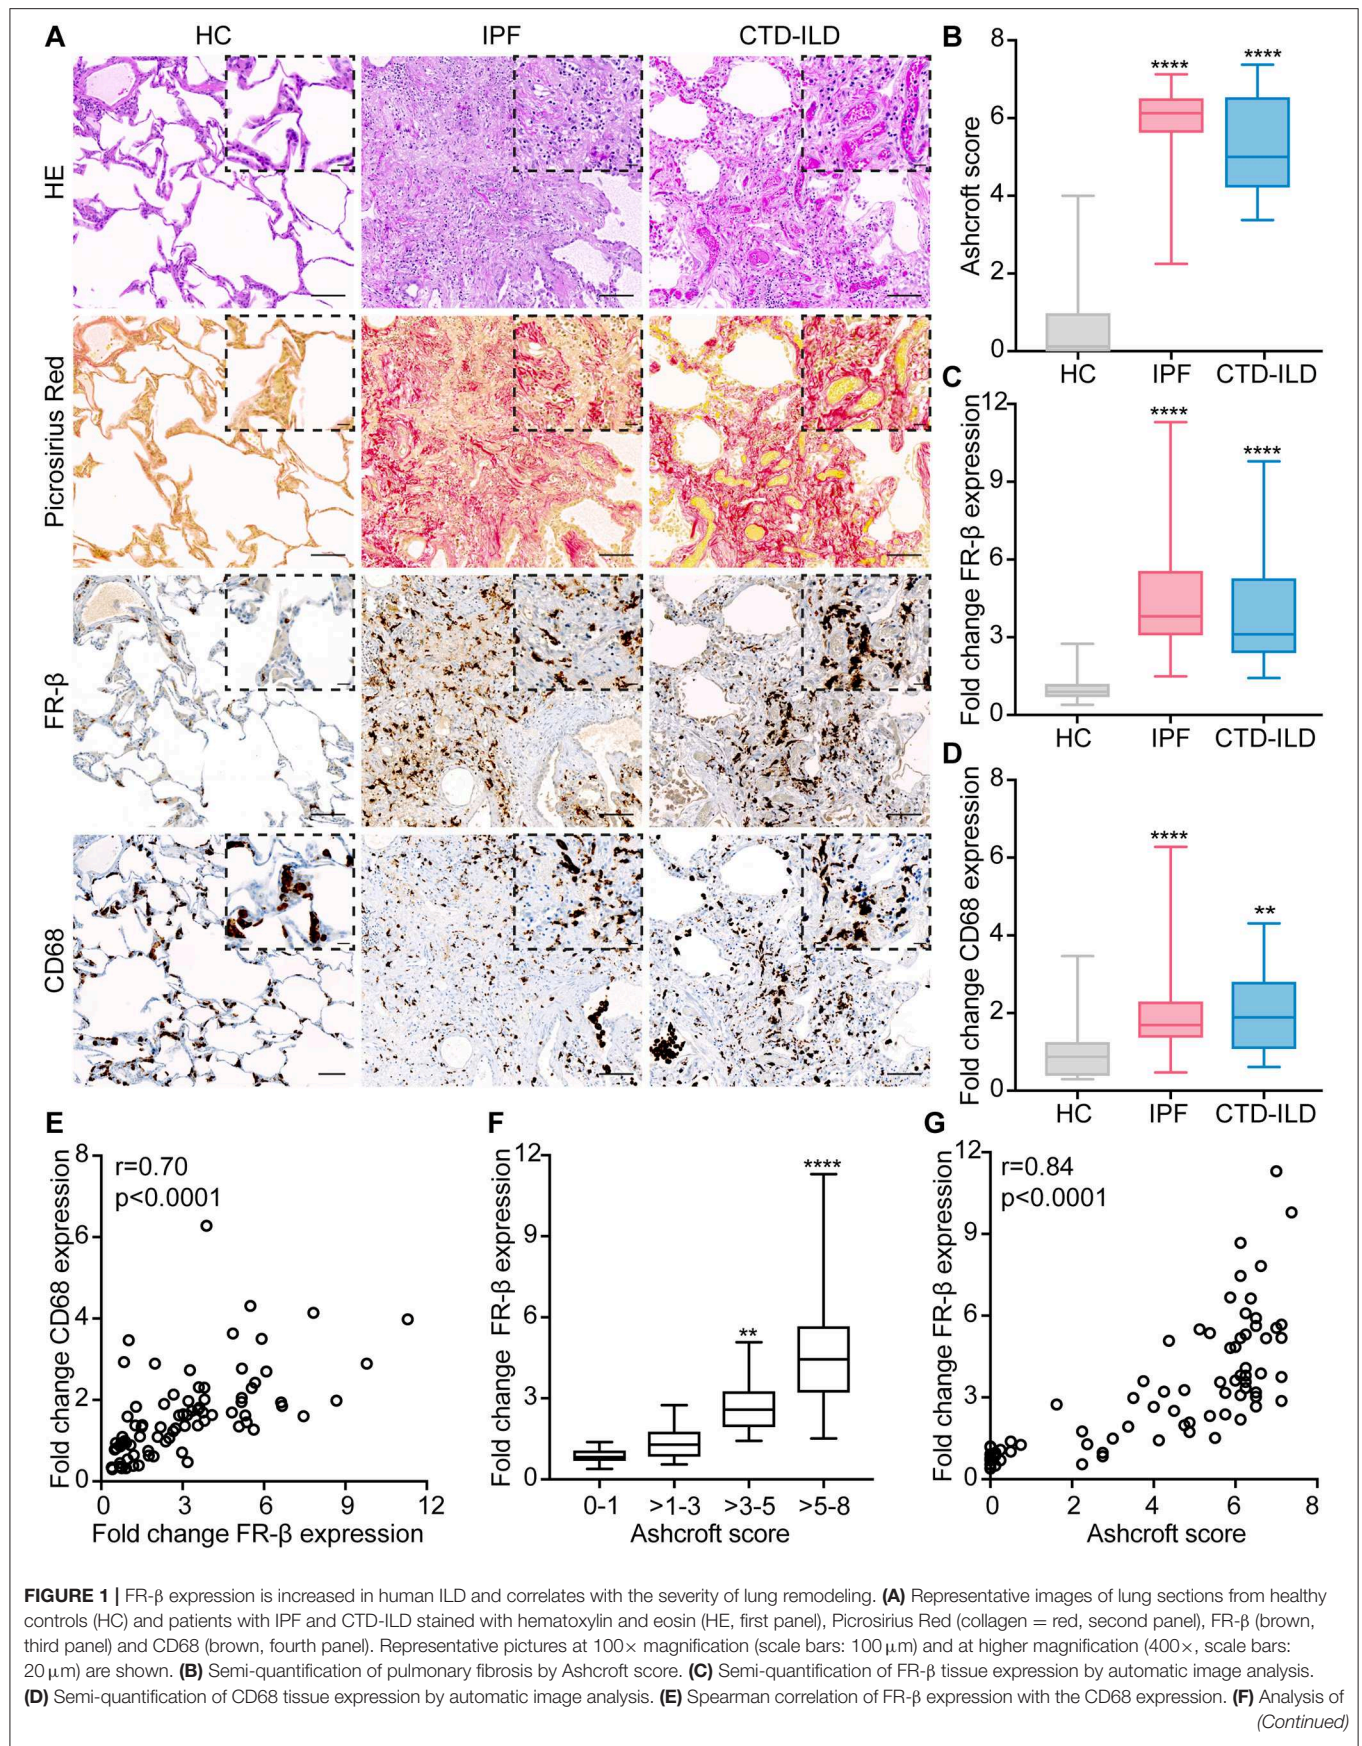 A
HC
IPF
CTD-ILD
HE
Picrosirius Red
FR-β
CD68
B
Ashcroft score
8
6
4
2
0
****
****
HC
IPF
CTD-ILD
C
Fold change FR-β expression
12
9
6
3
0
****
****
HC
IPF
CTD-ILD
D
Fold change CD68 expression
8
6
4
2
0
****
**
HC
IPF
CTD-ILD
E
Fold change CD68 expression
8
6
4
2
0
r=0.70
p<0.0001
0
3
6
9
12
Fold change FR-β expression
F
Fold change FR-β expression
12
9
6
3
0
**
****
0-1
>1-3
>3-5
>5-8
Ashcroft score
G
Fold change FR-β expression
12
9
6
3
0
r=0.84
p<0.0001
0
2
4
6
8
Ashcroft score
FIGURE 1 | FR-β expression is increased in human ILD and correlates with the severity of lung remodeling. (A) Representative images of lung sections from healthy
controls (HC) and patients with IPF and CTD-ILD stained with hematoxylin and eosin (HE, first panel), Picrosirius Red (collagen = red, second panel), FR-β (brown,
third panel) and CD68 (brown, fourth panel). Representative pictures at 100× magnification (scale bars: 100 μm) and at higher magnification (400×, scale bars:
20 μm) are shown. (B) Semi-quantification of pulmonary fibrosis by Ashcroft score. (C) Semi-quantification of FR-β tissue expression by automatic image analysis.
(D) Semi-quantification of CD68 tissue expression by automatic image analysis. (E) Spearman correlation of FR-β expression with the CD68 expression. (F) Analysis of
(Continued)